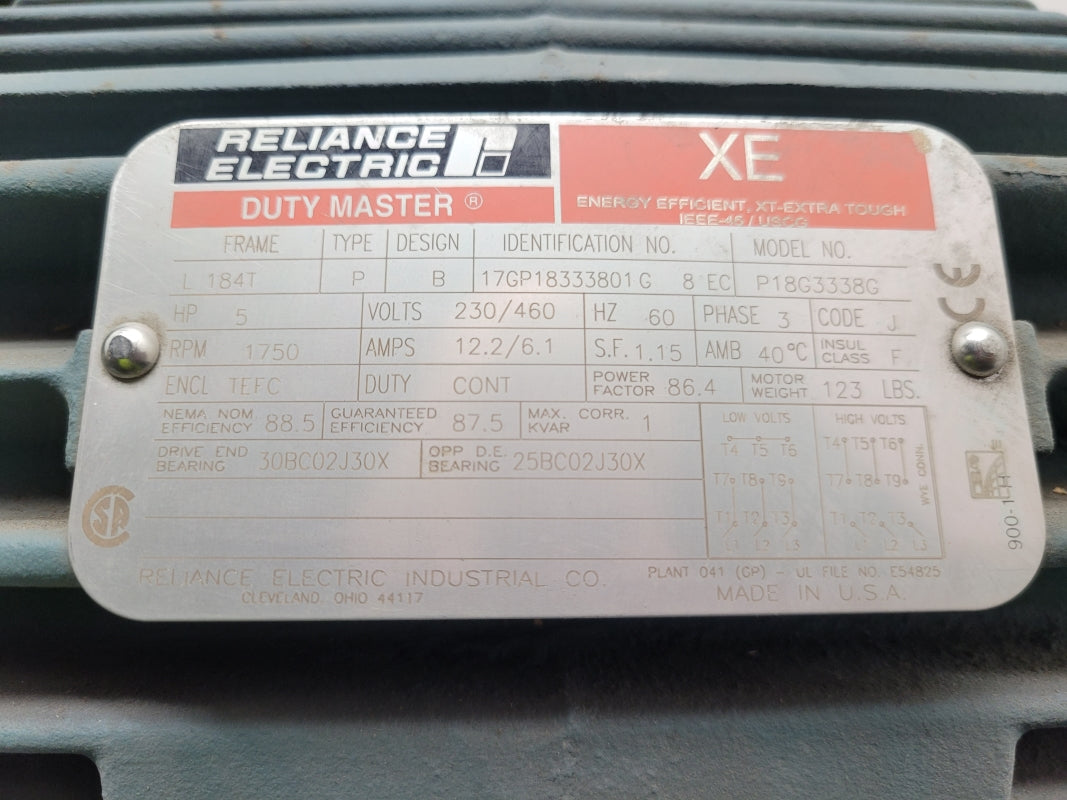 RELIANCE
ELECTRIC
DUTY MASTER ®
XE
ENERGY EFFICIENT, XT-EXTRA TOUGH
IEEE-45 / USCG
FRAME TYPE DESIGN IDENTIFICATION NO. MODEL NO.
L 184T P B 17GP18333801G 8 EC P18G3338G
CE
HP 5 VOLTS 230/460 HZ 60 PHASE 3 CODE J
RPM 1750 AMPS 12.2/6.1 S.F. 1.15 AMB 40°C INSUL CLASS F
ENCL TEFC DUTY CONT POWER FACTOR 86.4 MOTOR WEIGHT 123 LBS.
NEMA NOM EFFICIENCY 88.5 GUARANTEED EFFICIENCY 87.5 MAX. CORR. KVAR 1
DRIVE END BEARING 30BC02J30X OPP D.E. BEARING 25BC02J30X
LOW VOLTS HIGH VOLTS
T4 T5 T6 T4 T5 T6
T7 T8 T9 T7 T8 T9
T1 T2 T3 T1 T2 T3
L1 L2 L3 L1 L2 L3
WYE CONN.
CSA
900-1-H
RELIANCE ELECTRIC INDUSTRIAL CO.
CLEVELAND, OHIO 44117
PLANT 041 (GP) - UL FILE NO. E54825
MADE IN U.S.A.